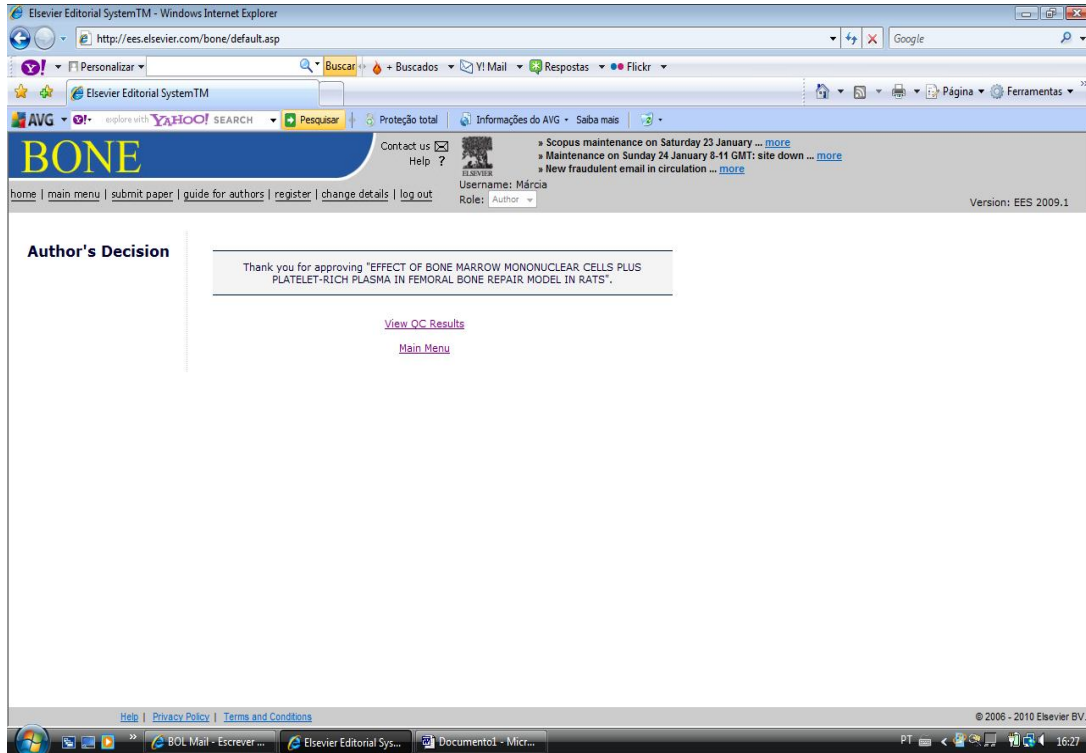 Elsevier Editorial SystemTM - Windows Internet Explorer
http://ees.elsevier.com/bone/default.asp
Google
Personalizar
Buscar
+ Buscados
Y! Mail
Respostas
Flickr
Elsevier Editorial SystemTM
Página
Ferramentas
AVG
explore with YAHOO! SEARCH
Pesquisar
Proteção total
Informações do AVG
Saiba mais
BONE
Contact us
Help ?
ELSEVIER
» Scopus maintenance on Saturday 23 January ... more
» Maintenance on Sunday 24 January 8-11 GMT: site down ... more
» New fraudulent email in circulation ... more
home | main menu | submit paper | guide for authors | register | change details | log out
Username: Márcia
Role: Author
Version: EES 2009.1
Author's Decision
Thank you for approving "EFFECT OF BONE MARROW MONONUCLEAR CELLS PLUS
PLATELET-RICH PLASMA IN FEMORAL BONE REPAIR MODEL IN RATS".
View QC Results
Main Menu
Help | Privacy Policy | Terms and Conditions
© 2006 - 2010 Elsevier BV.
BOL Mail - Escrever ...
Elsevier Editorial Sys...
Documento1 - Micr...
PT
16:27